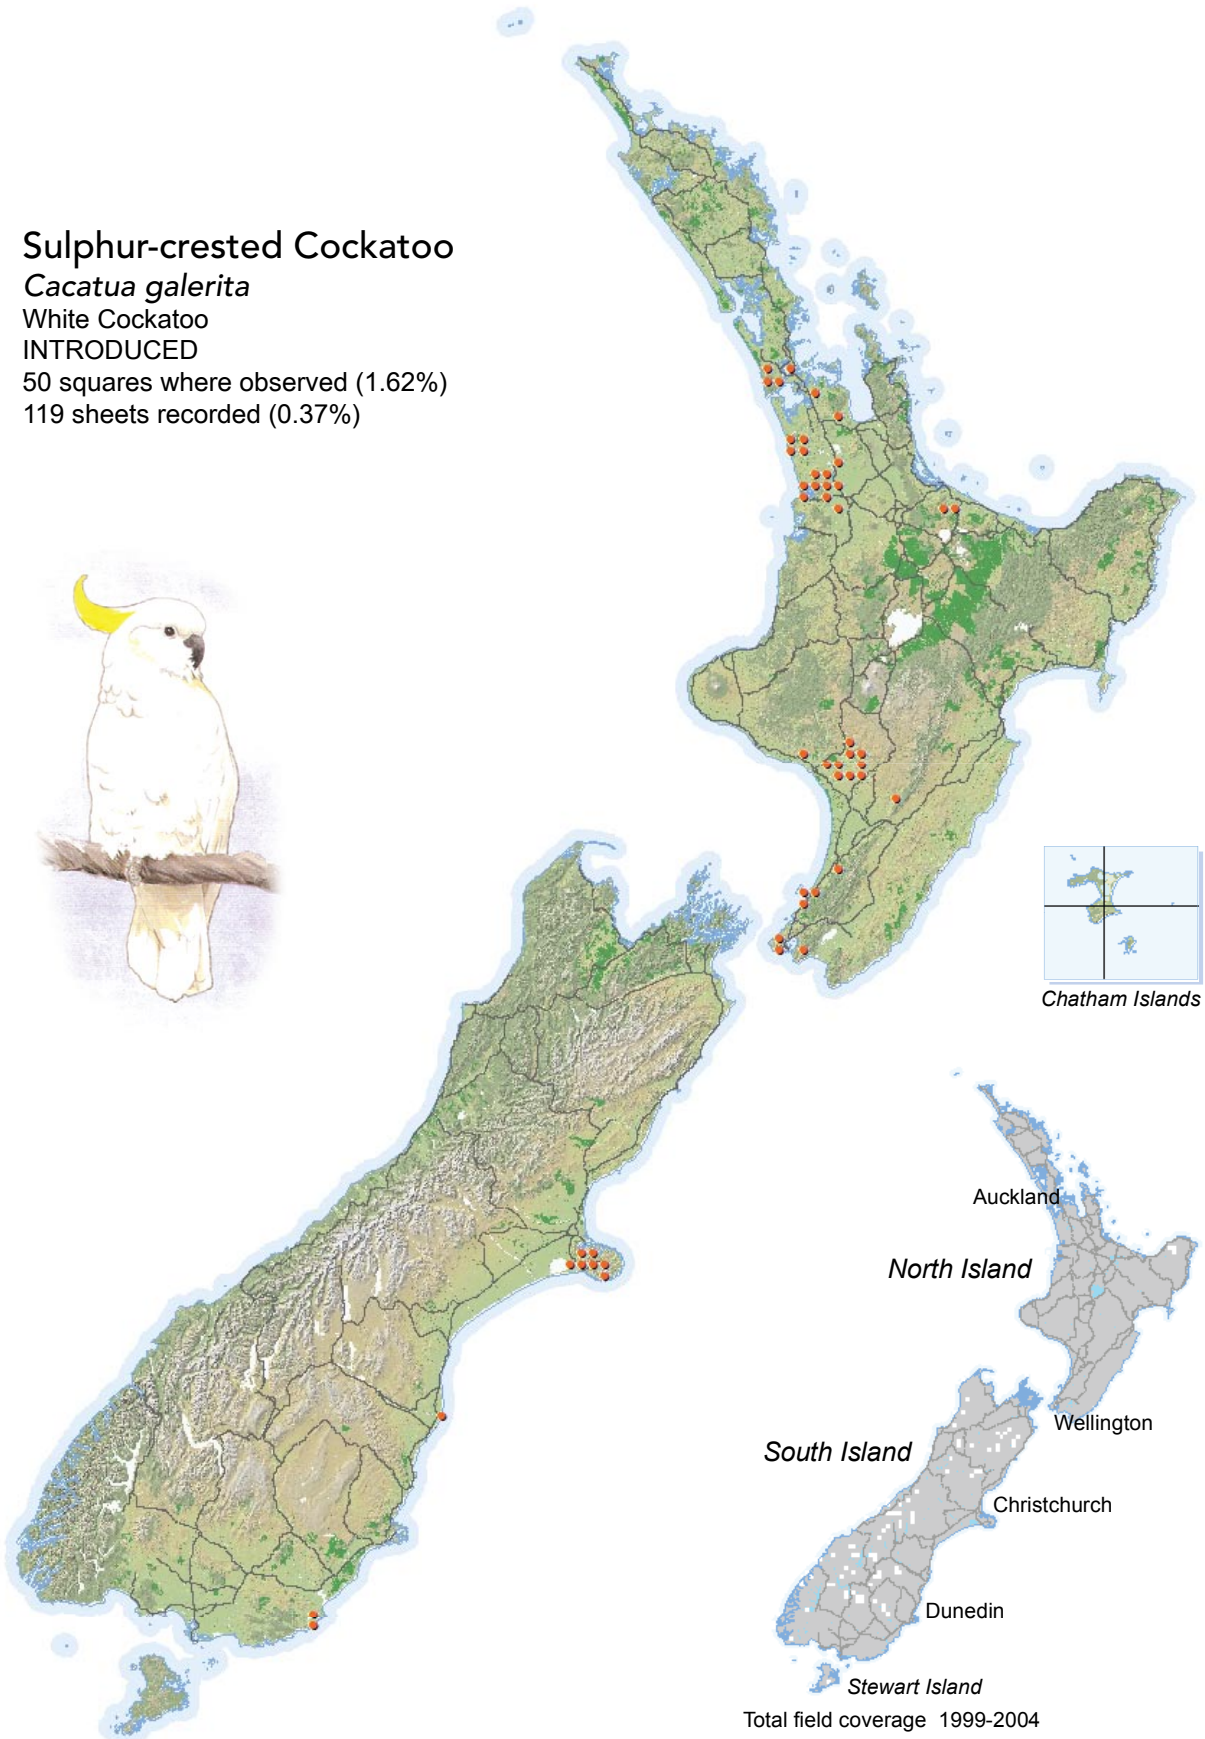 Sulphur-crested Cockatoo
Cacatua galerita
White Cockatoo
INTRODUCED
50 squares where observed (1.62%)
119 sheets recorded (0.37%)
Chatham Islands
Auckland
North Island
Wellington
South Island
Christchurch
Dunedin
Stewart Island
Total field coverage 1999-2004